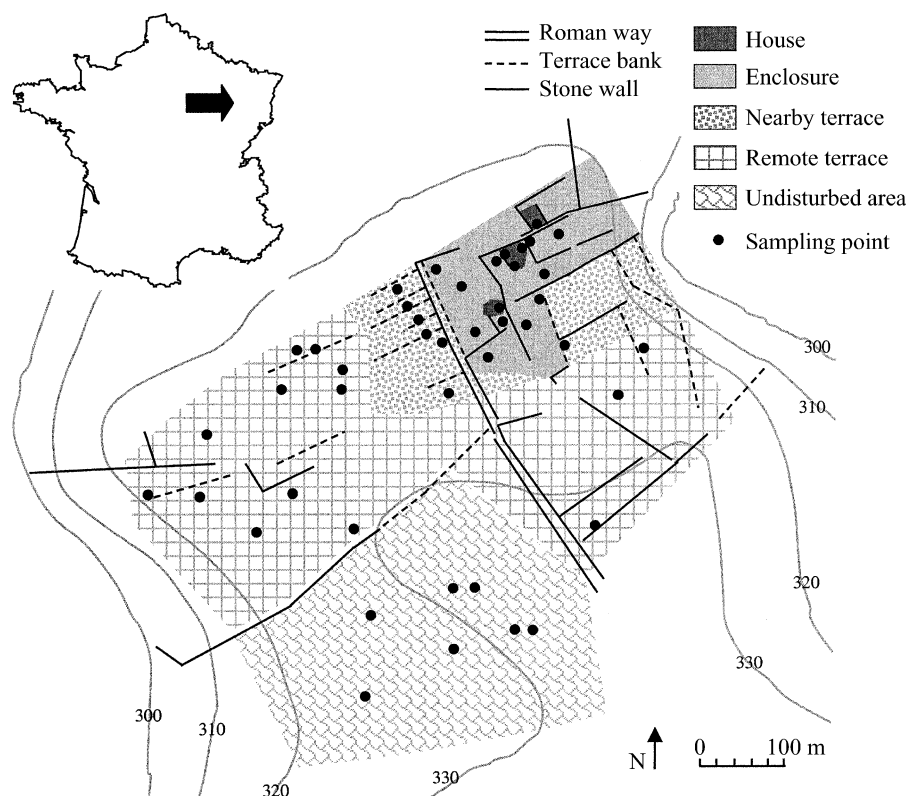 Roman way
Terrace bank
Stone wall
House
Enclosure
Nearby terrace
Remote terrace
Undisturbed area
Sampling point
300
310
320
330
300
310
320
330
N
0 100 m